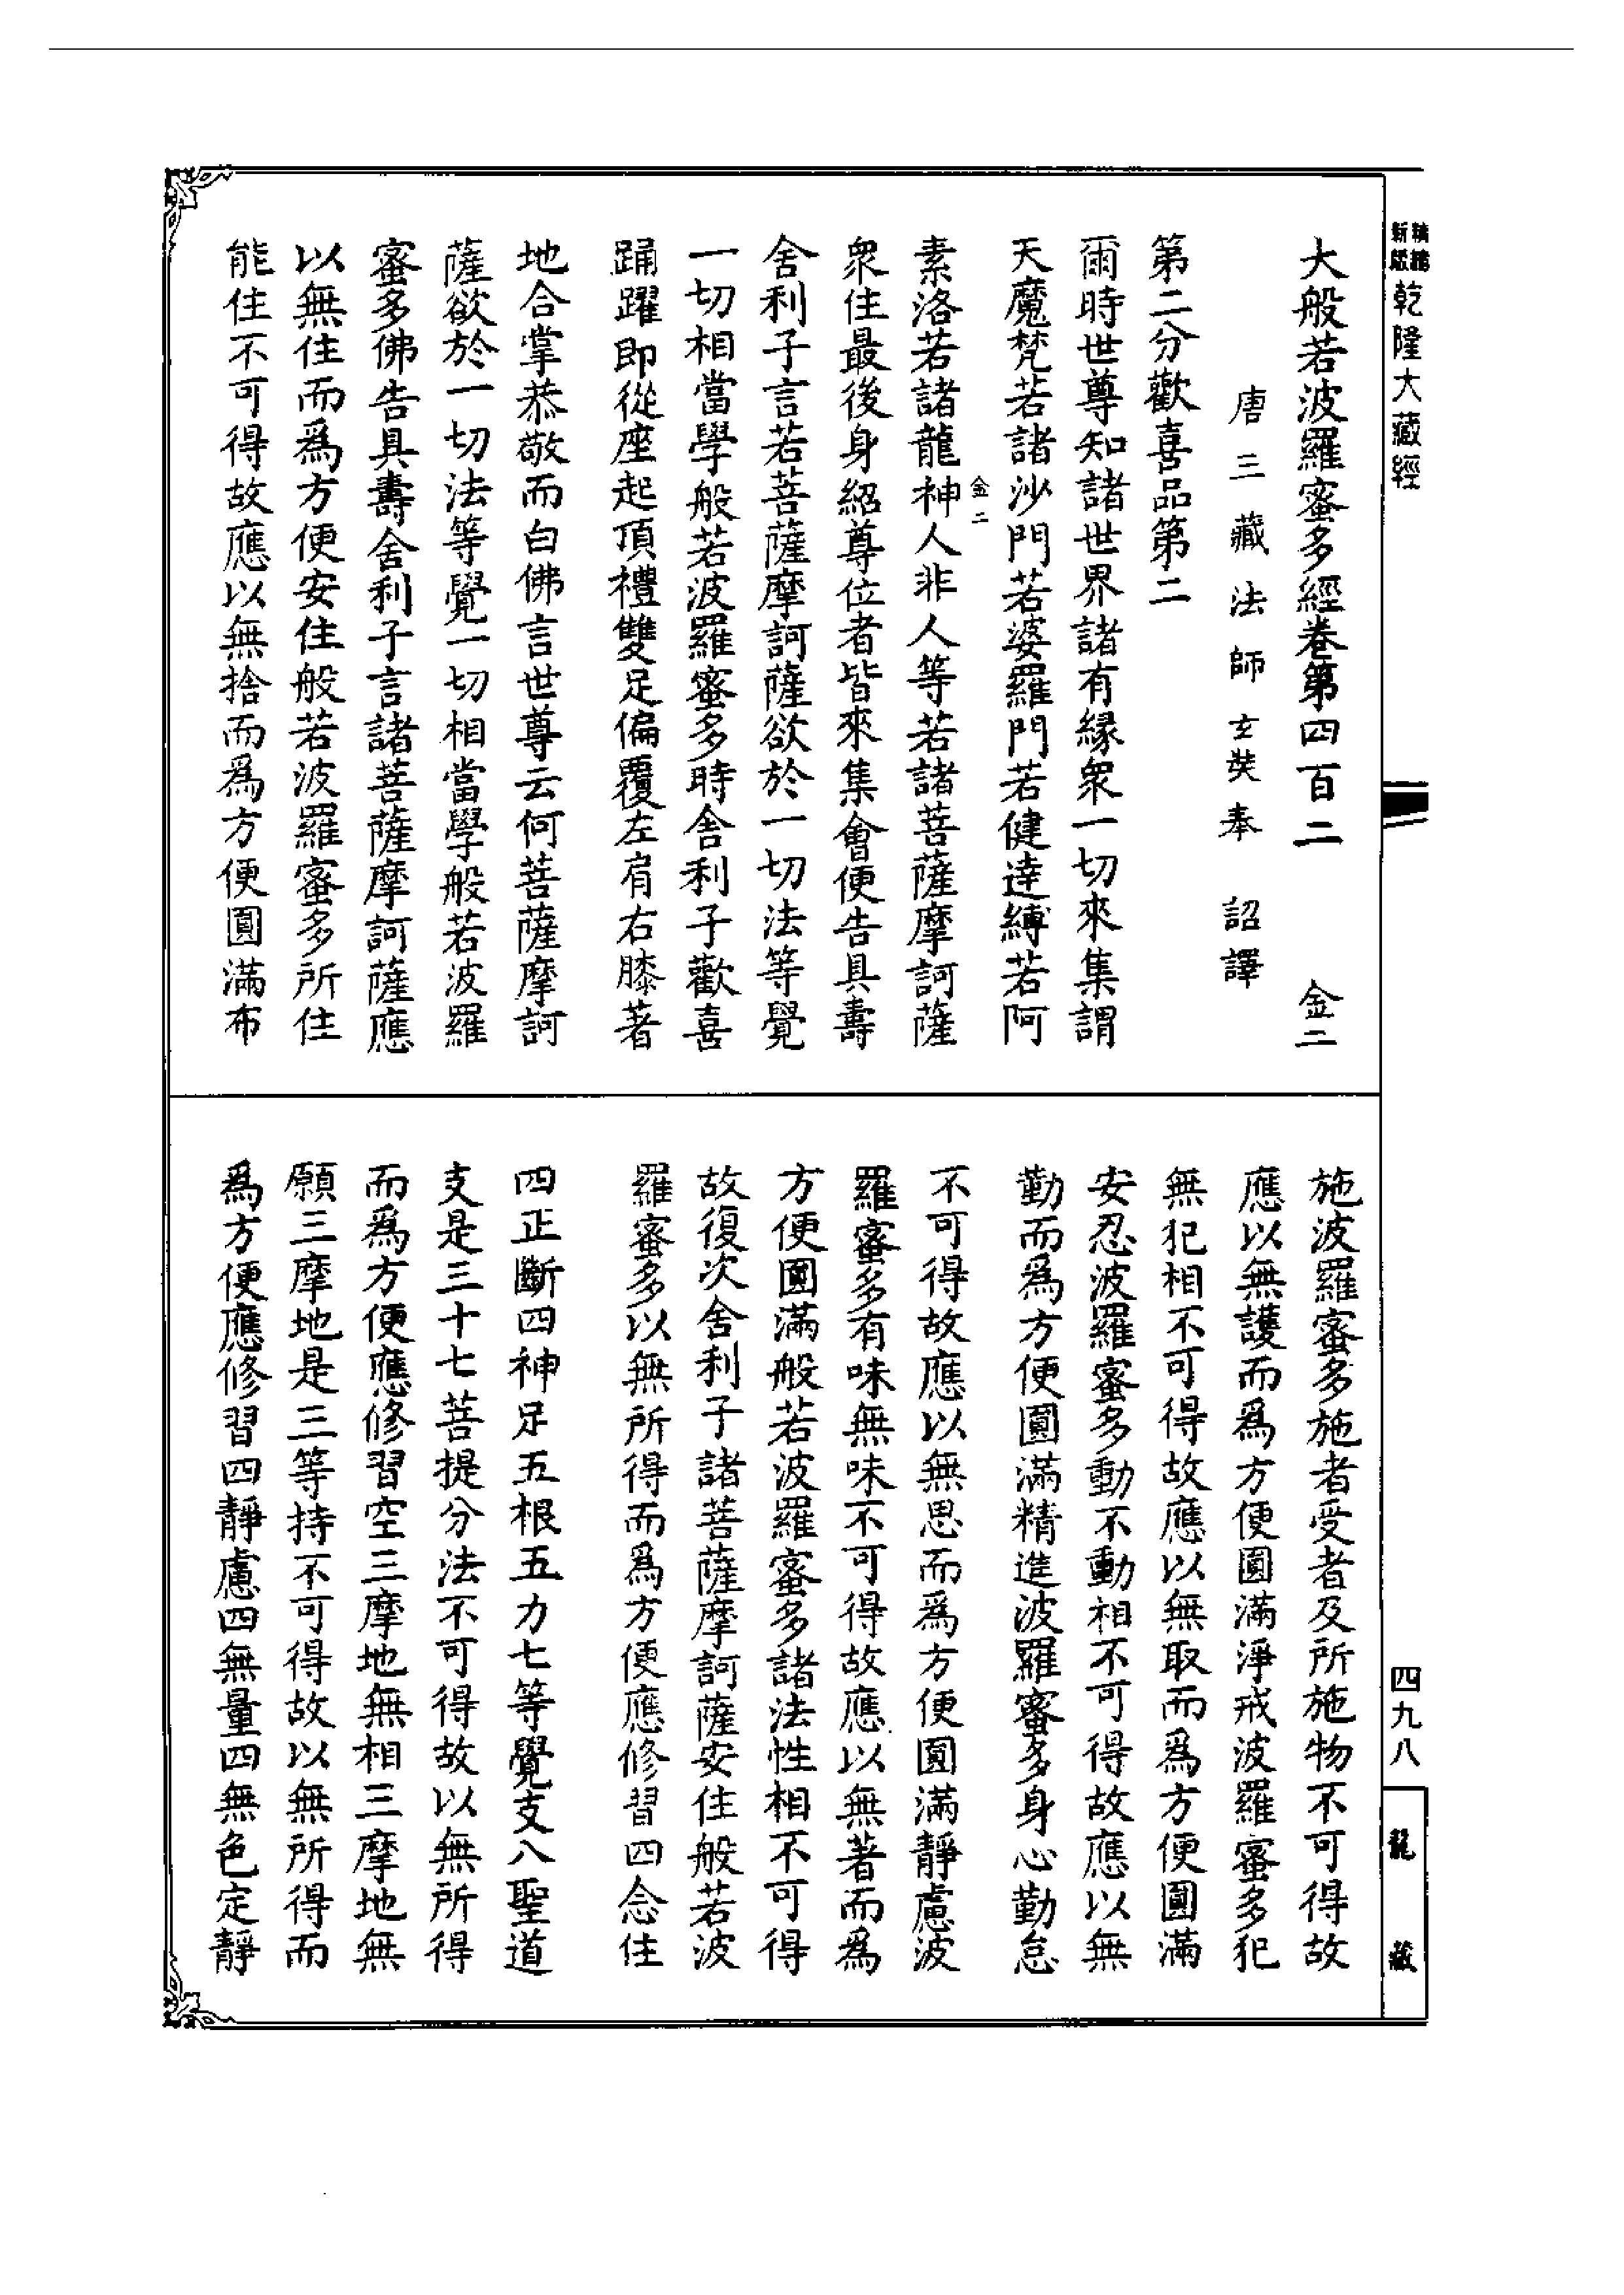 大般若波羅蜜多經卷第四百二　金二
唐三藏法師玄奘奉　詔譯
第二分歡喜品第二
爾時世尊知諸世界諸有緣衆一切來集謂
天魔梵若諸沙門若婆羅門若健達縛若阿
素洛若諸龍神人非人等若諸菩薩摩訶薩
金二
衆住最後身紹尊位者皆來集會便告具壽
舍利子言若菩薩摩訶薩欲於一切法等覺
一切相當學般若波羅蜜多時舍利子歡喜
踊躍即從座起頂禮雙足偏覆左肩右膝著
地合掌恭敬而白佛言世尊云何菩薩摩訶
薩欲於一切法等覺一切相當學般若波羅
蜜多佛告具壽舍利子言諸菩薩摩訶薩應
以無住而爲方便安住般若波羅蜜多所住
能住不可得故應以無捨而爲方便圓滿布
施波羅蜜多施者受者及所施物不可得故
應以無護而爲方便圓滿淨戒波羅蜜多犯
無犯相不可得故應以無取而爲方便圓滿
安忍波羅蜜多動不動相不可得故應以無
勤而爲方便圓滿精進波羅蜜多身心勤怠
不可得故應以無思而爲方便圓滿靜慮波
羅蜜多有味無味不可得故應以無著而爲
方便圓滿般若波羅蜜多諸法性相不可得
故復次舍利子諸菩薩摩訶薩安住般若波
羅蜜多以無所得而爲方便應修習四念住
四正斷四神足五根五力七等覺支八聖道
支是三十七菩提分法不可得故以無所得
而爲方便應修習空三摩地無相三摩地無
願三摩地是三等持不可得故以無所得而
爲方便應修習四靜慮四無量四無色定靜
乾隆大藏經
四九八
龍藏